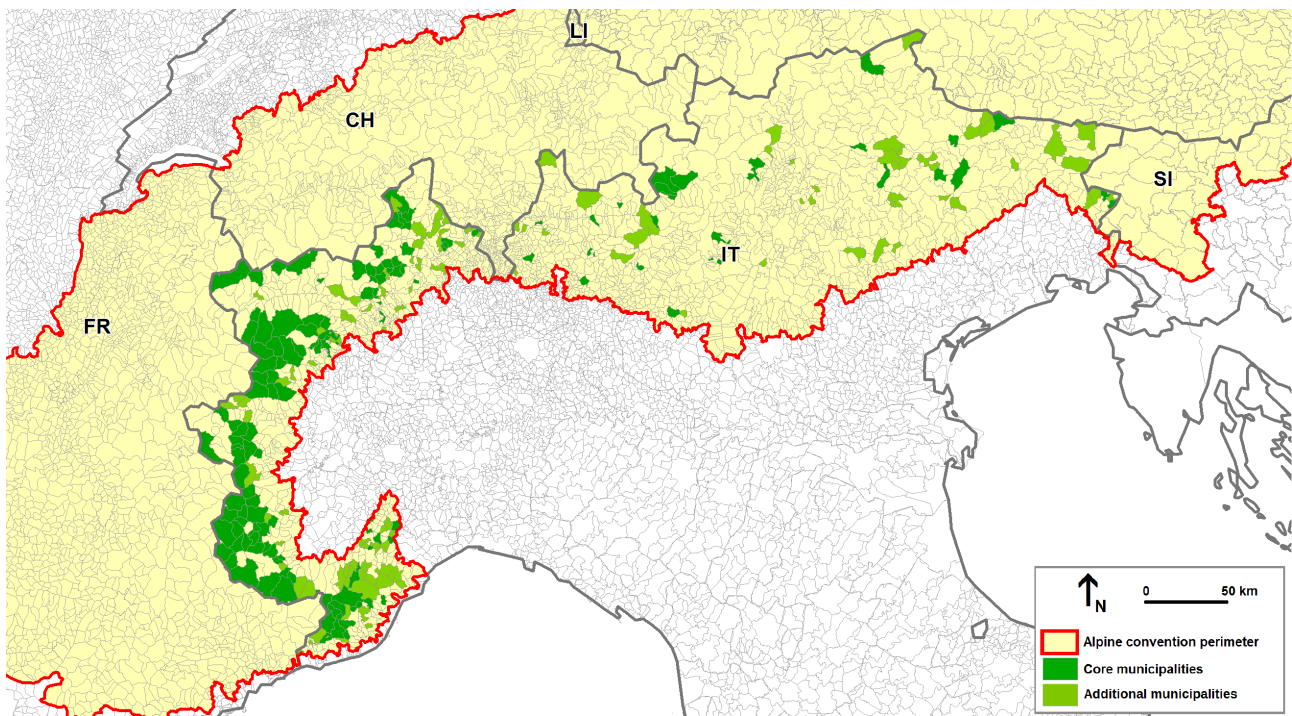 LI
CH
SI
IT
FR
N
0 50 km
Alpine convention perimeter
Core municipalities
Additional municipalities